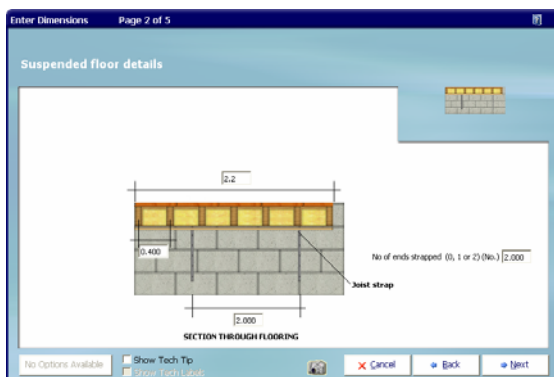 Enter Dimensions Page 2 of 5
Suspended floor details
2.2
0.400
No of ends strapped (0, 1 or 2) (No.) 2.000
Joist strap
2.000
SECTION THROUGH FLOORING
No Options Available
Show Tech Tip
Show Tech Labels
Cancel
Back
Next